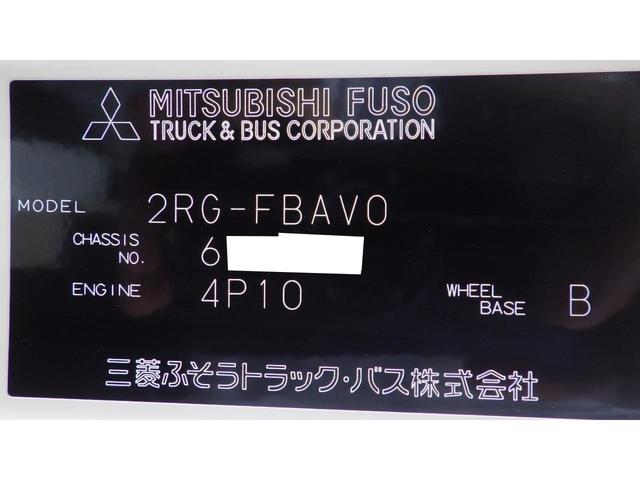 MITSUBISHI FUSO
TRUCK & BUS CORPORATION
MODEL 2RG-FBAV0
CHASSIS NO. 6
ENGINE 4P10 WHEEL BASE B
三菱ふそうトラック・バス株式会社